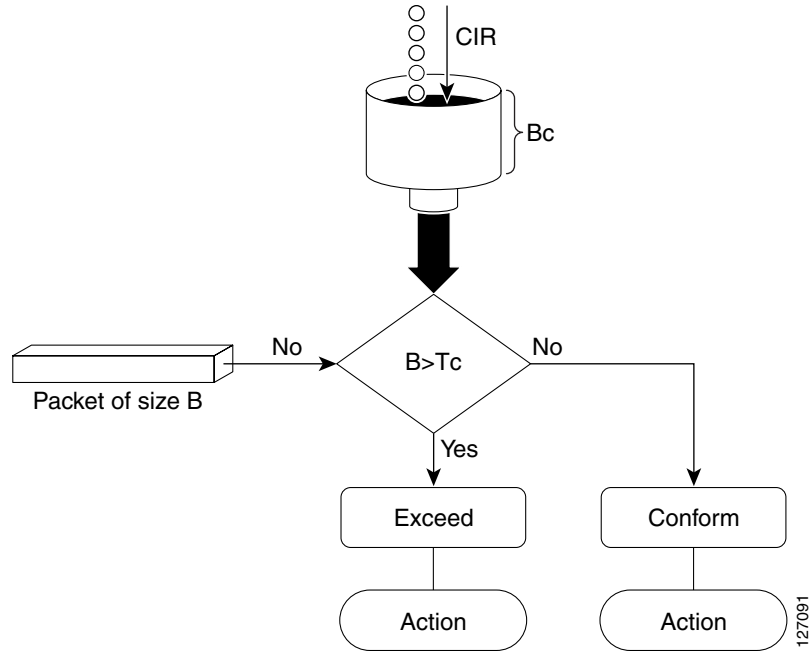 CIR
Bc
No
B>Tc
No
Packet of size B
Yes
Exceed
Conform
Action
Action
127091